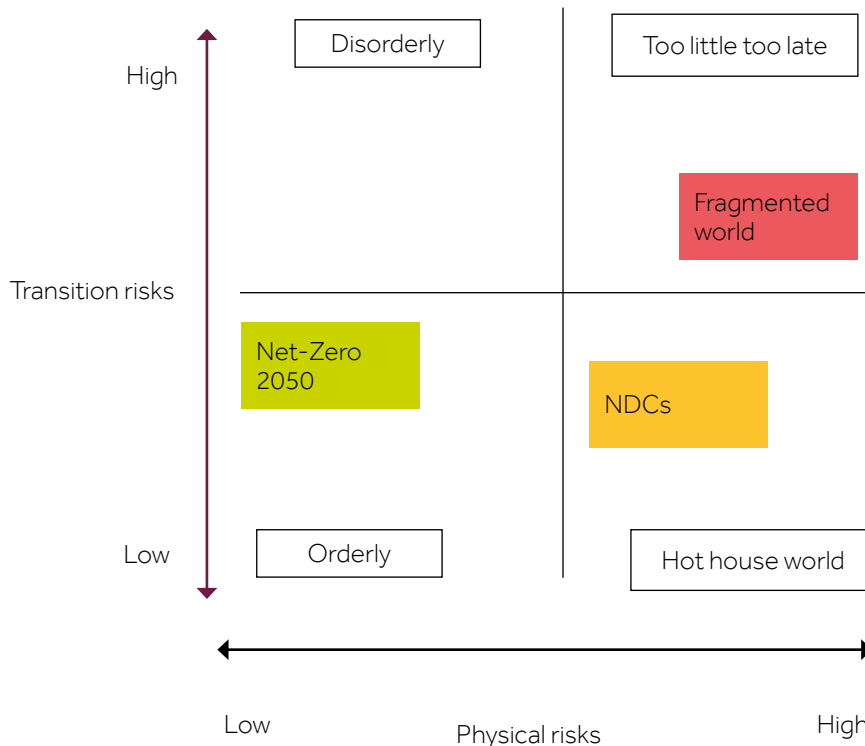 Disorderly
Too little too late
High
Fragmented
world
Transition risks
Net-Zero
2050
NDCs
Low
Orderly
Hot house world
Low
Physical risks
High